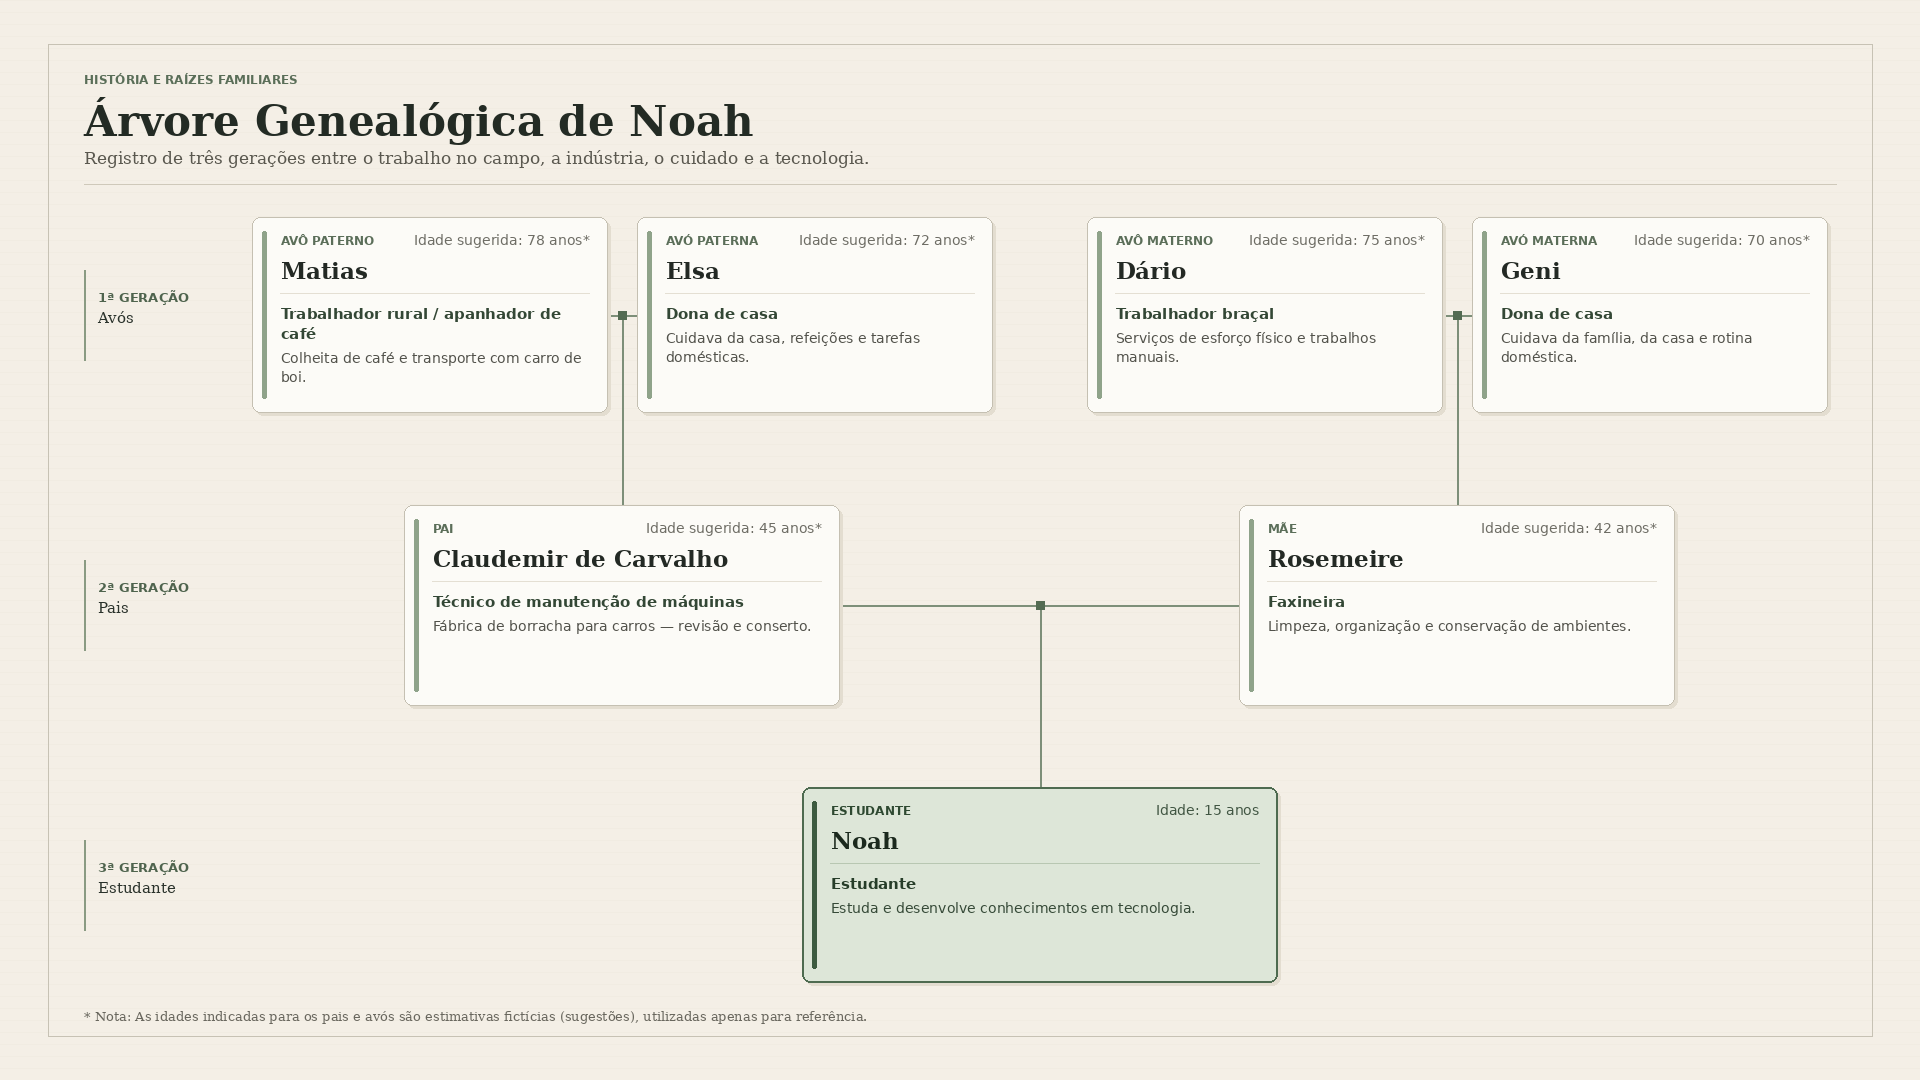 HISTÓRIA E RAÍZES FAMILIARES
Árvore Genealógica de Noah
Registro de três gerações entre o trabalho no campo, a indústria, o cuidado e a tecnologia.
1ª GERAÇÃO
Avós
AVÔ PATERNO
Idade sugerida: 78 anos*
Matias
Trabalhador rural / apanhador de
café
Colheita de café e transporte com carro de
boi.
AVÓ PATERNA
Idade sugerida: 72 anos*
Elsa
Dona de casa
Cuidava da casa, refeições e tarefas
domésticas.
AVÔ MATERNO
Idade sugerida: 75 anos*
Dário
Trabalhador braçal
Serviços de esforço físico e trabalhos
manuais.
AVÓ MATERNA
Idade sugerida: 70 anos*
Geni
Dona de casa
Cuidava da família, da casa e rotina
doméstica.
2ª GERAÇÃO
Pais
PAI
Idade sugerida: 45 anos*
Claudemir de Carvalho
Técnico de manutenção de máquinas
Fábrica de borracha para carros — revisão e conserto.
MÃE
Idade sugerida: 42 anos*
Rosemeire
Faxineira
Limpeza, organização e conservação de ambientes.
3ª GERAÇÃO
Estudante
ESTUDANTE
Idade: 15 anos
Noah
Estudante
Estuda e desenvolve conhecimentos em tecnologia.
* Nota: As idades indicadas para os pais e avós são estimativas fictícias (sugestões), utilizadas apenas para referência.